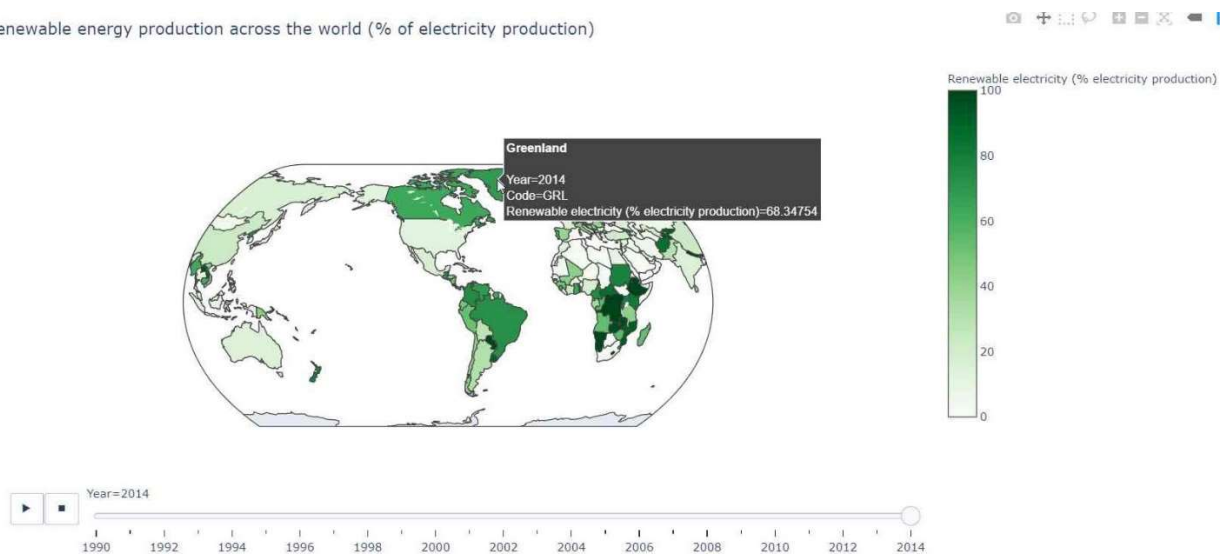 enewable energy production across the world (% of electricity production)
Renewable electricity (% electricity production)
100
80
60
40
20
0
Greenland
Year=2014
Code=GRL
Renewable electricity (% electricity production)=68.34754
Year=2014
1990 1992 1994 1996 1998 2000 2002 2004 2006 2008 2010 2012 2014